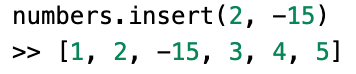 numbers.insert(2, -15)
>> [1, 2, -15, 3, 4, 5]